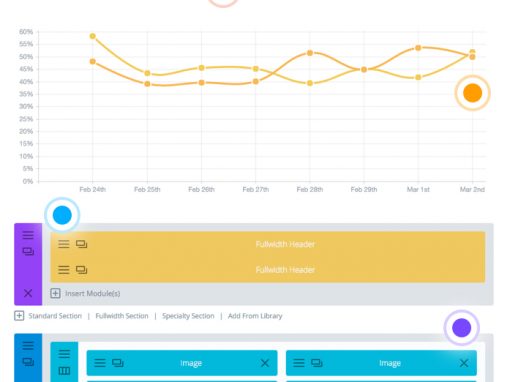 60%
55%
50%
45%
40%
35%
30%
25%
20%
15%
10%
5%
0%
Feb 24th Feb 25th Feb 26th Feb 27th Feb 28th Feb 29th Mar 1st Mar 2nd
Fullwidth Header
Fullwidth Header
Insert Module(s)
Standard Section | Fullwidth Section | Specialty Section | Add From Library
Image Image